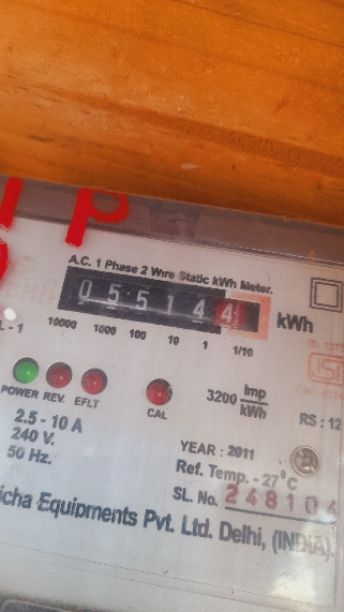 A.C. 1 Phase 2 Wire Static kWh Meter.
0 5 5 1 4 4 kWh
10000 1000 100 10 1 1/10
3200 Imp/kWh
POWER REV. EFLT
CAL
RS : 12
2.5 - 10 A
240 V.
50 Hz.
YEAR : 2011
Ref. Temp. - 27°C
SL. No. 248104
Equipments Pvt. Ltd. Delhi, (INDIA).